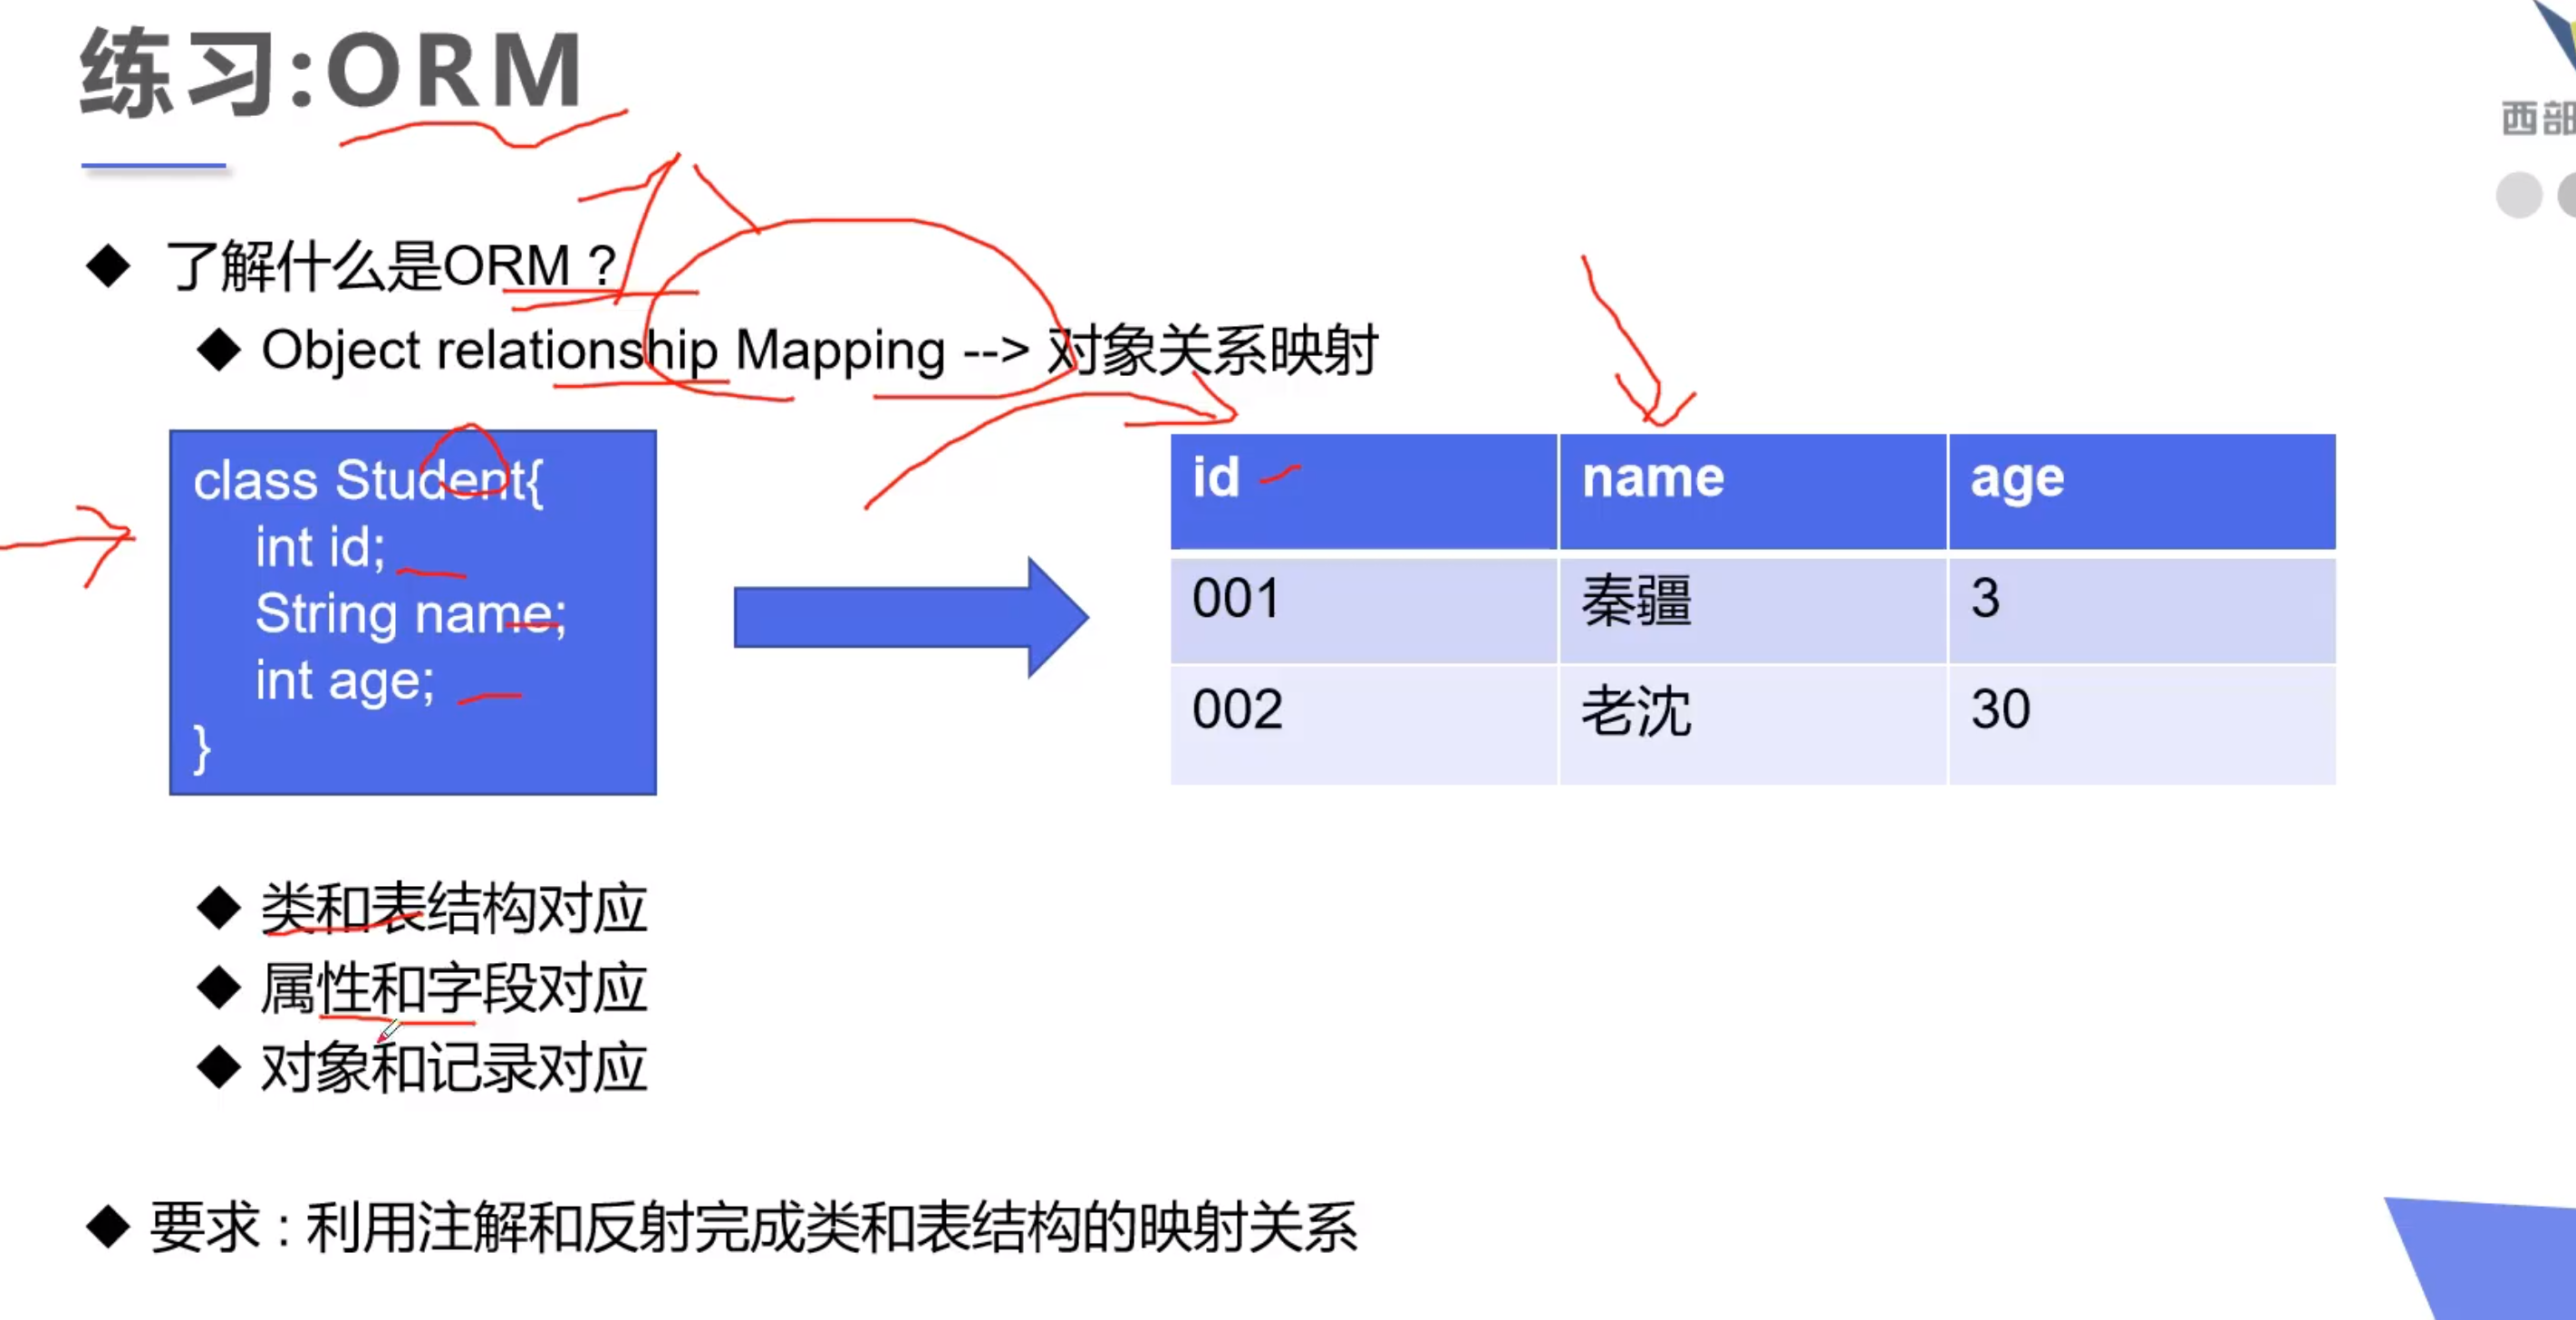 练习:ORM
西部
了解什么是ORM？
Object relationship Mapping --> 对象关系映射
class Student{
int id;
String name;
int age;
}
id name age
001 秦疆 3
002 老沈 30
类和表结构对应
属性和字段对应
对象和记录对应
要求：利用注解和反射完成类和表结构的映射关系